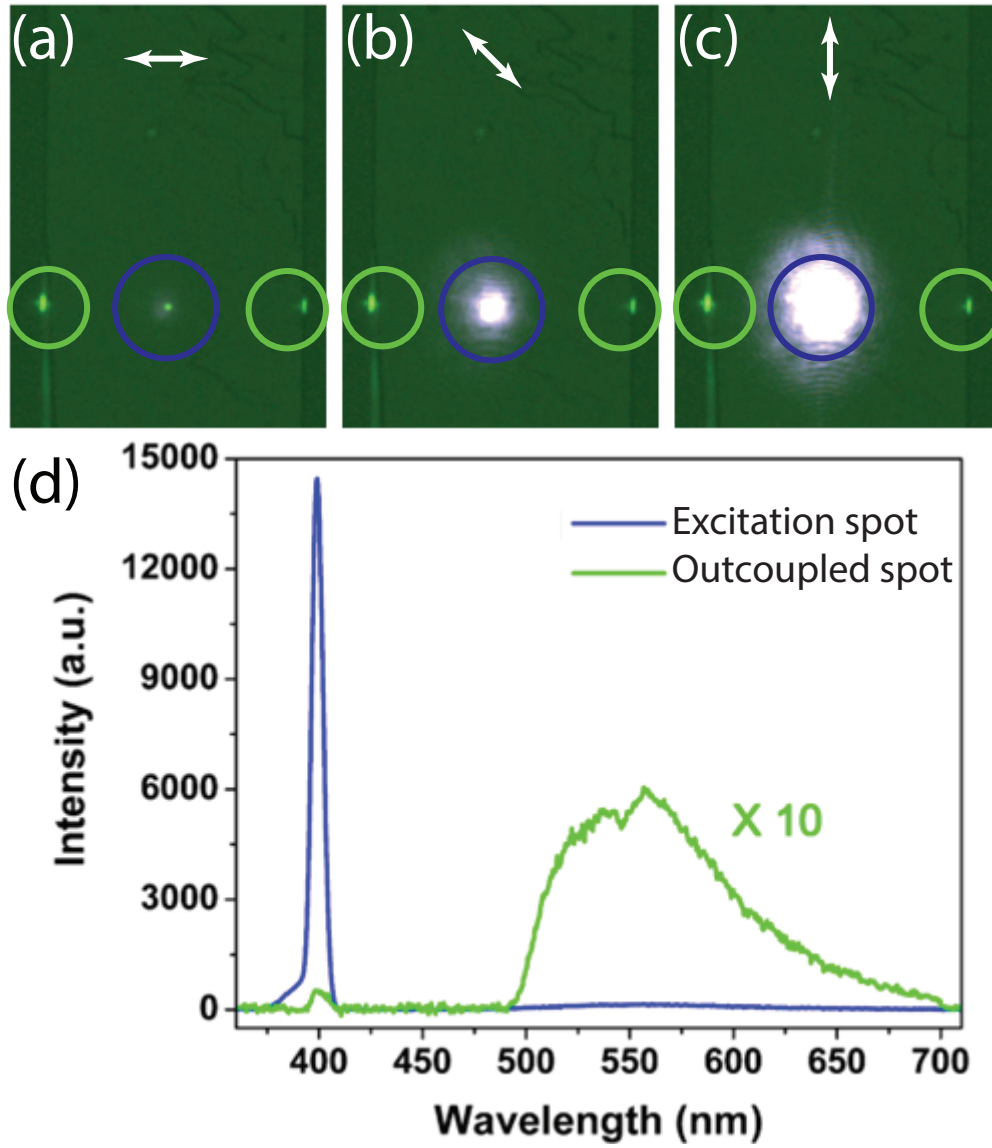 (a) (b) (c)
(d)
15000
12000
9000
6000
3000
0
Intensity (a.u.)
Excitation spot
Outcoupled spot
X 10
400 450 500 550 600 650 700
Wavelength (nm)